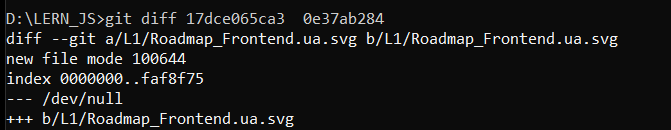 D:\LERN_JS>git diff 17dce065ca3  0e37ab284
diff --git a/L1/Roadmap_Frontend.ua.svg b/L1/Roadmap_Frontend.ua.svg
new file mode 100644
index 0000000..faf8f75
--- /dev/null
+++ b/L1/Roadmap_Frontend.ua.svg